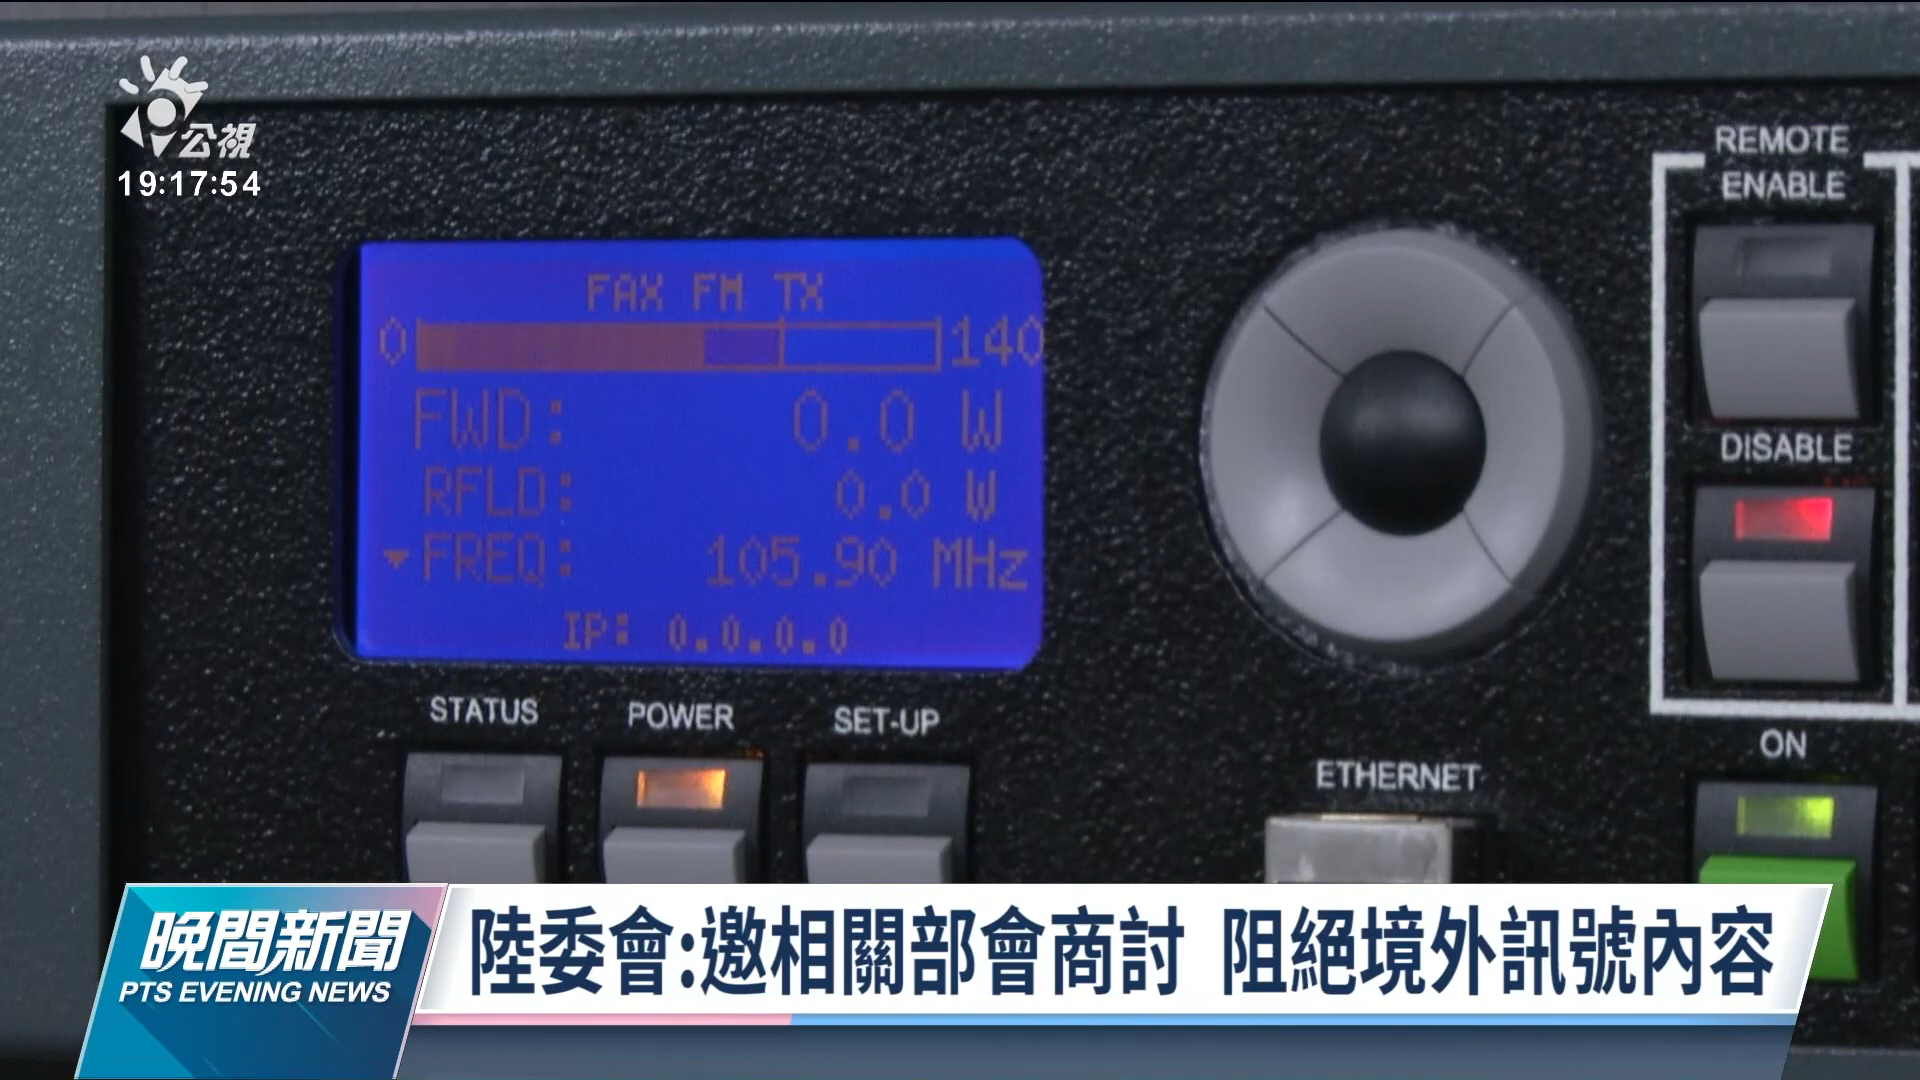 公視
19:17:54
REMOTE
ENABLE
FAX FM TX
0 140
FWD: 0.0 W
RFLD: 0.0 W
FREQ: 105.90 MHz
IP: 0.0.0.0
DISABLE
STATUS POWER SET-UP
ON
ETHERNET
晚間新聞
PTS EVENING NEWS
陸委會:邀相關部會商討 阻絕境外訊號內容